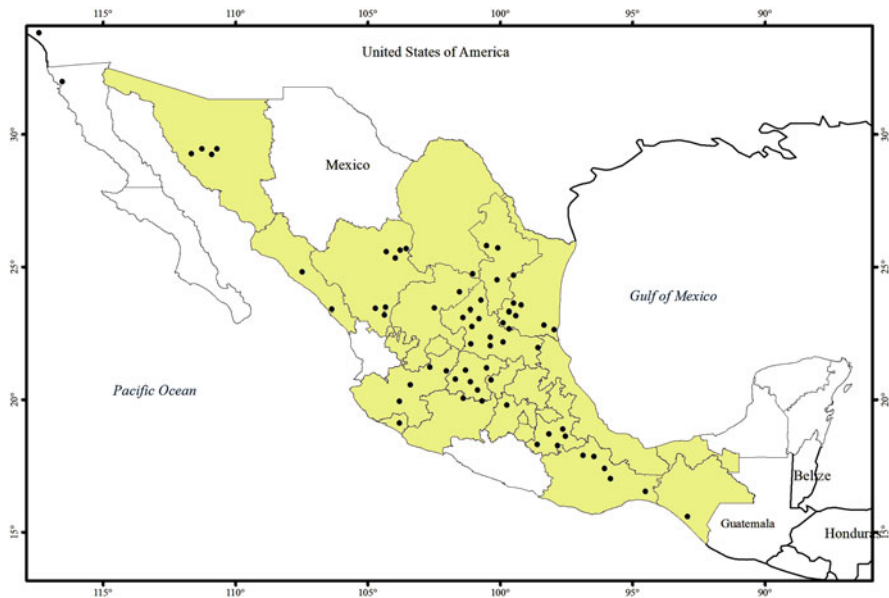 115° 110° 105° 100° 95° 90°
United States of America
30° 30°
Mexico
25° 25°
Gulf of Mexico
Pacific Ocean
20° 20°
Belize
15° Guatemala Honduras 15°
115° 110° 105° 100° 95° 90°